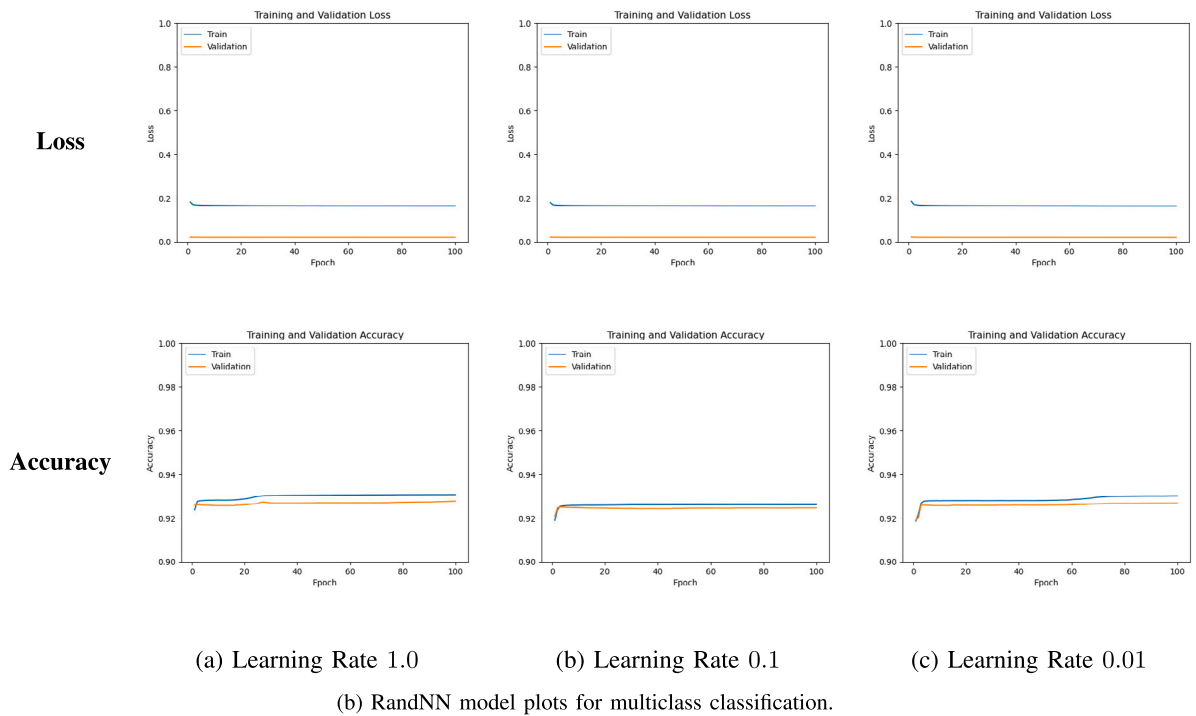 Training and Validation Loss
Training and Validation Loss
Training and Validation Loss
Loss
1.0
0.8
0.6
0.4
0.2
0.0
Loss
Train
Validation
0 20 40 60 80 100
Epoch
1.0
0.8
0.6
0.4
0.2
0.0
Loss
Train
Validation
0 20 40 60 80 100
Epoch
1.0
0.8
0.6
0.4
0.2
0.0
Loss
Train
Validation
0 20 40 60 80 100
Epoch
Accuracy
Training and Validation Accuracy
1.00
0.98
0.96
0.94
0.92
0.90
Accuracy
Train
Validation
0 20 40 60 80 100
Epoch
Training and Validation Accuracy
1.00
0.98
0.96
0.94
0.92
0.90
Accuracy
Train
Validation
0 20 40 60 80 100
Epoch
Training and Validation Accuracy
1.00
0.98
0.96
0.94
0.92
0.90
Accuracy
Train
Validation
0 20 40 60 80 100
Epoch
(a) Learning Rate 1.0
(b) Learning Rate 0.1
(c) Learning Rate 0.01
(b) RandNN model plots for multiclass classification.